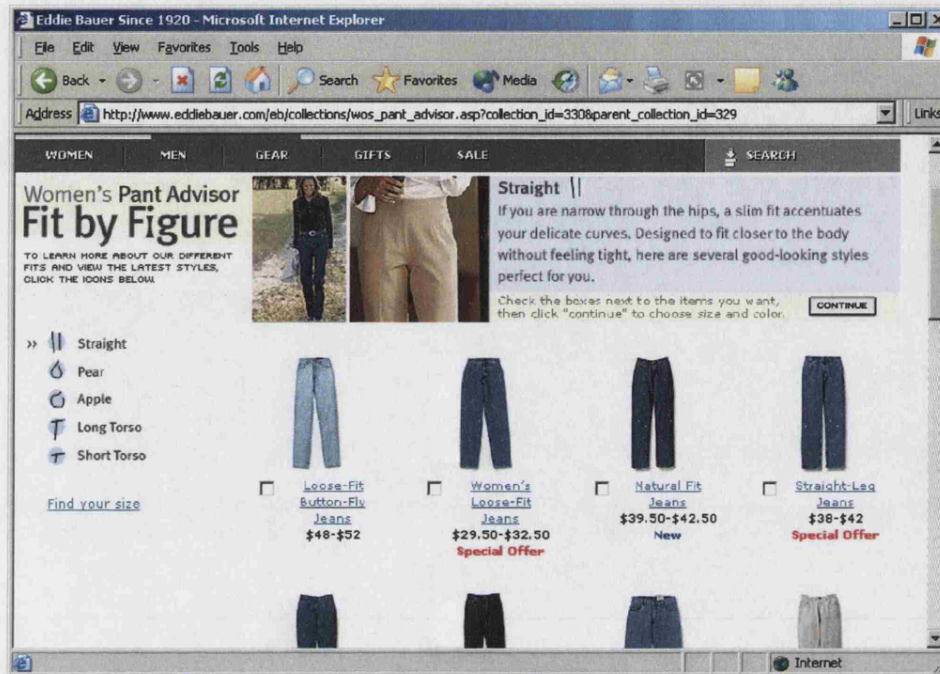 Eddie Bauer Since 1920 - Microsoft Internet Explorer
File Edit View Favorites Tools Help
Back Search Favorites Media
Address http://www.eddiebauer.com/eb/collections/wos_pant_advisor.asp?collection_id=330&parent_collection_id=329 Links
WOMEN MEN GEAR GIFTS SALE SEARCH
Women's Pant Advisor
Fit by Figure
TO LEARN MORE ABOUT OUR DIFFERENT
FITS AND VIEW THE LATEST STYLES,
CLICK THE ICONS BELOW.
Straight
If you are narrow through the hips, a slim fit accentuates
your delicate curves. Designed to fit closer to the body
without feeling tight, here are several good-looking styles
perfect for you.
Check the boxes next to the items you want,
then click "continue" to choose size and color.
CONTINUE
» Straight
Pear
Apple
Long Torso
Short Torso
Find your size
Loose-Fit
Button-Fly
Jeans
$48-$52
Women's
Loose-Fit
Jeans
$29.50-$32.50
Special Offer
Natural Fit
Jeans
$39.50-$42.50
New
Straight-Leg
Jeans
$38-$42
Special Offer
Internet